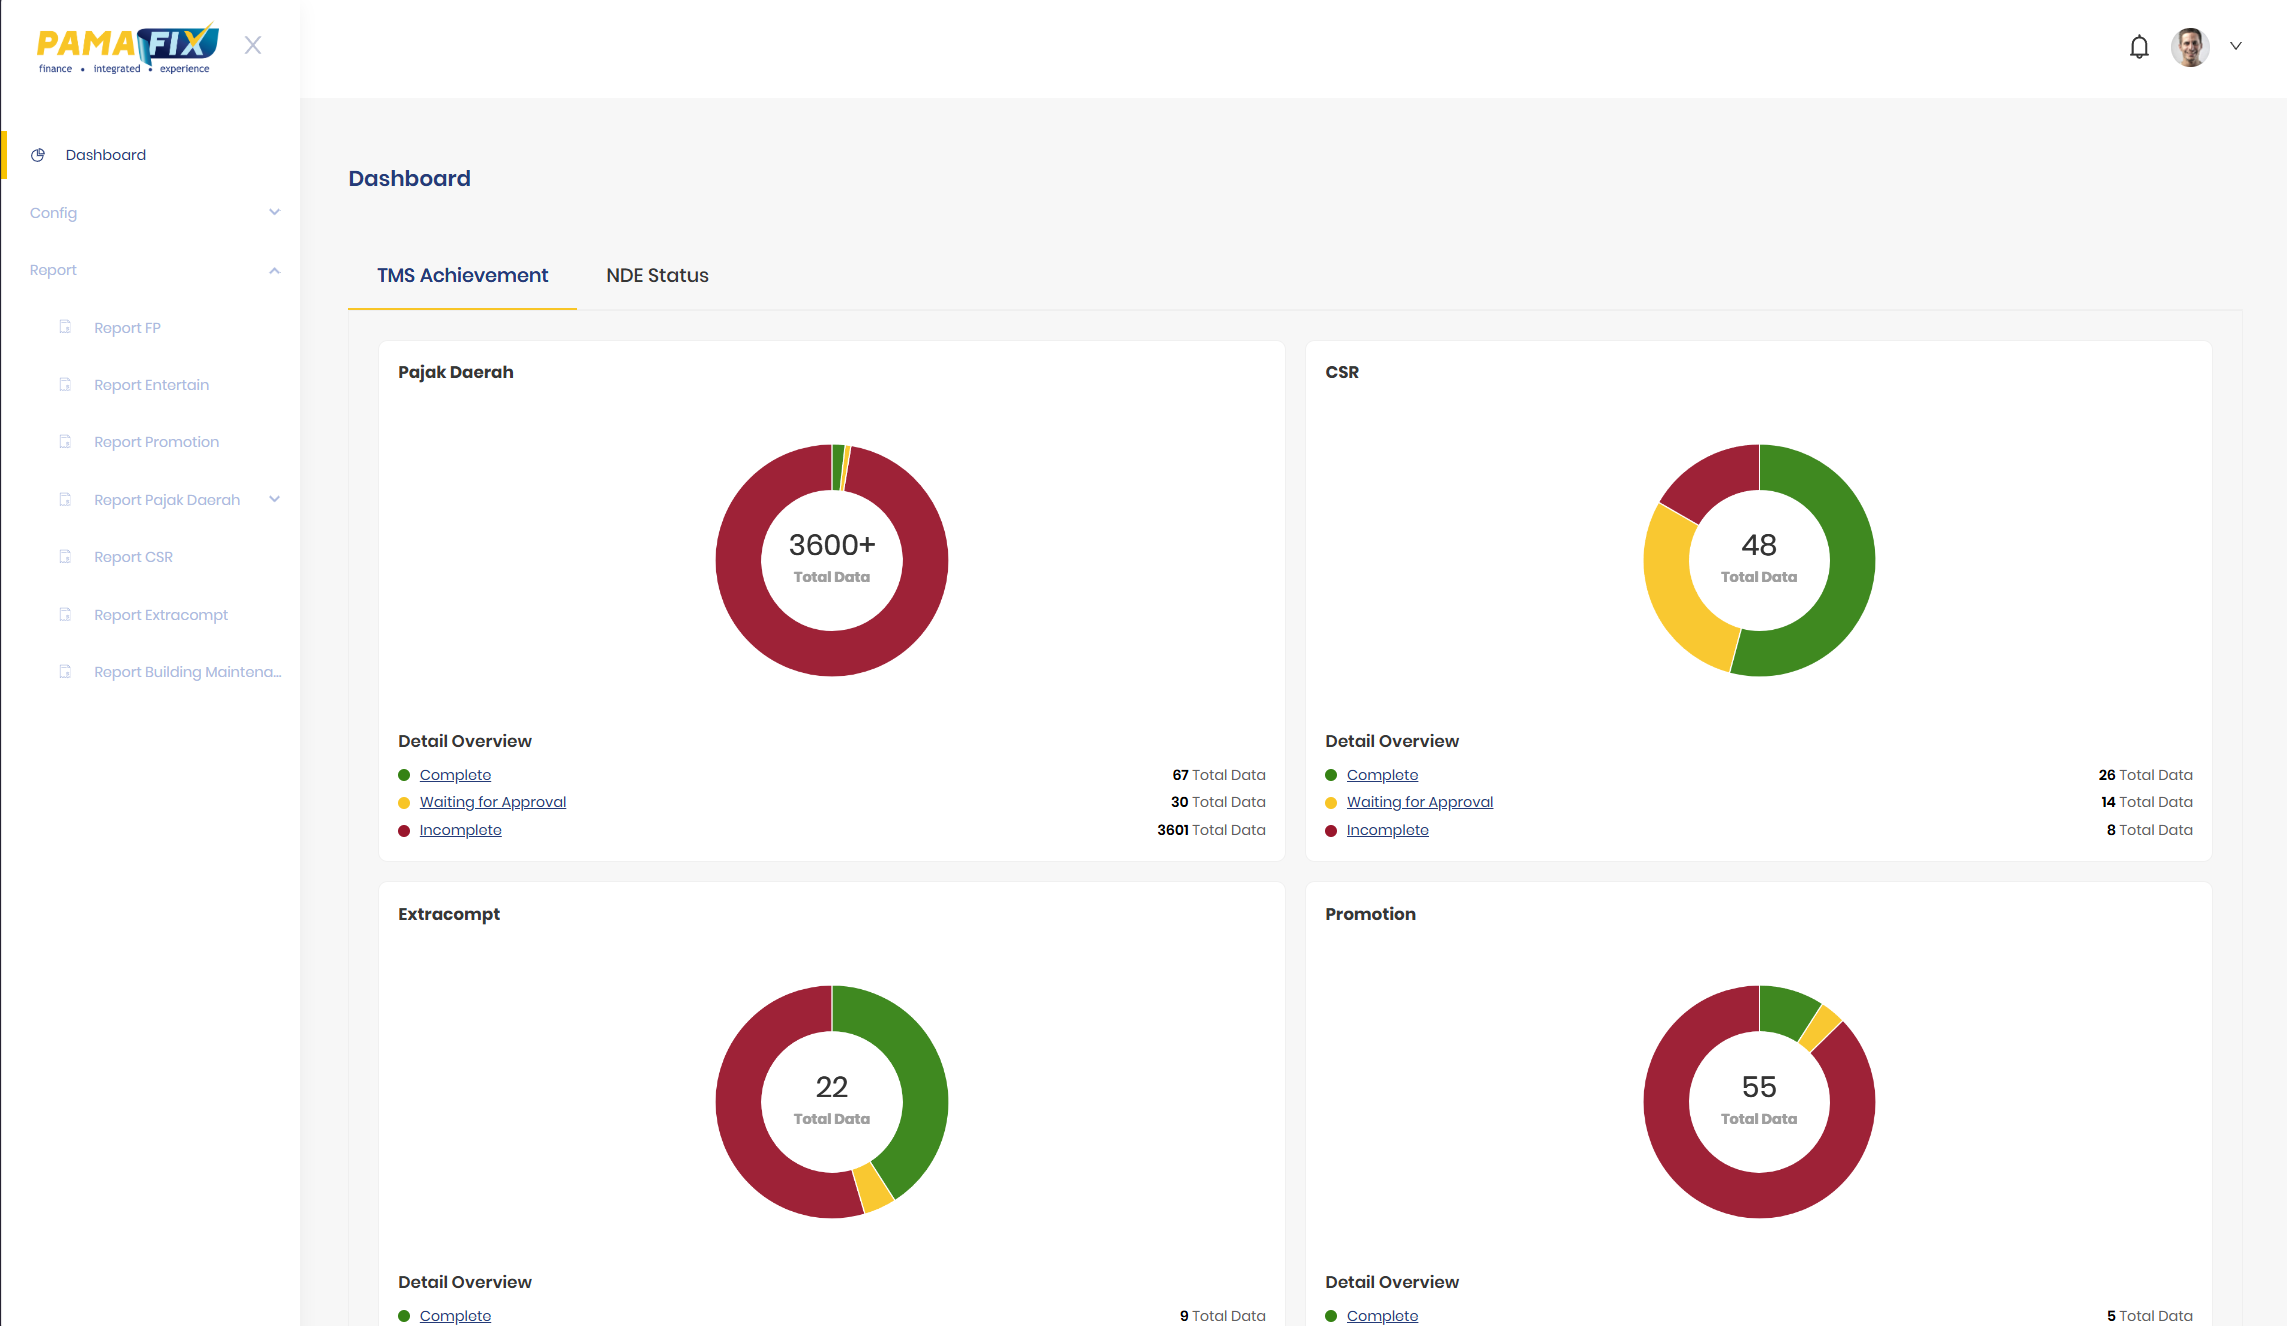 PAMAFIX
finance • integrated • experience
Dashboard
Config
Report
Report FP
Report Entertain
Report Promotion
Report Pajak Daerah
Report CSR
Report Extracompt
Report Building Maintena...
Dashboard
TMS Achievement
NDE Status
Pajak Daerah
3600+
Total Data
Detail Overview
Complete 67 Total Data
Waiting for Approval 30 Total Data
Incomplete 3601 Total Data
CSR
48
Total Data
Detail Overview
Complete 26 Total Data
Waiting for Approval 14 Total Data
Incomplete 8 Total Data
Extracompt
22
Total Data
Detail Overview
Complete 9 Total Data
Promotion
55
Total Data
Detail Overview
Complete 5 Total Data